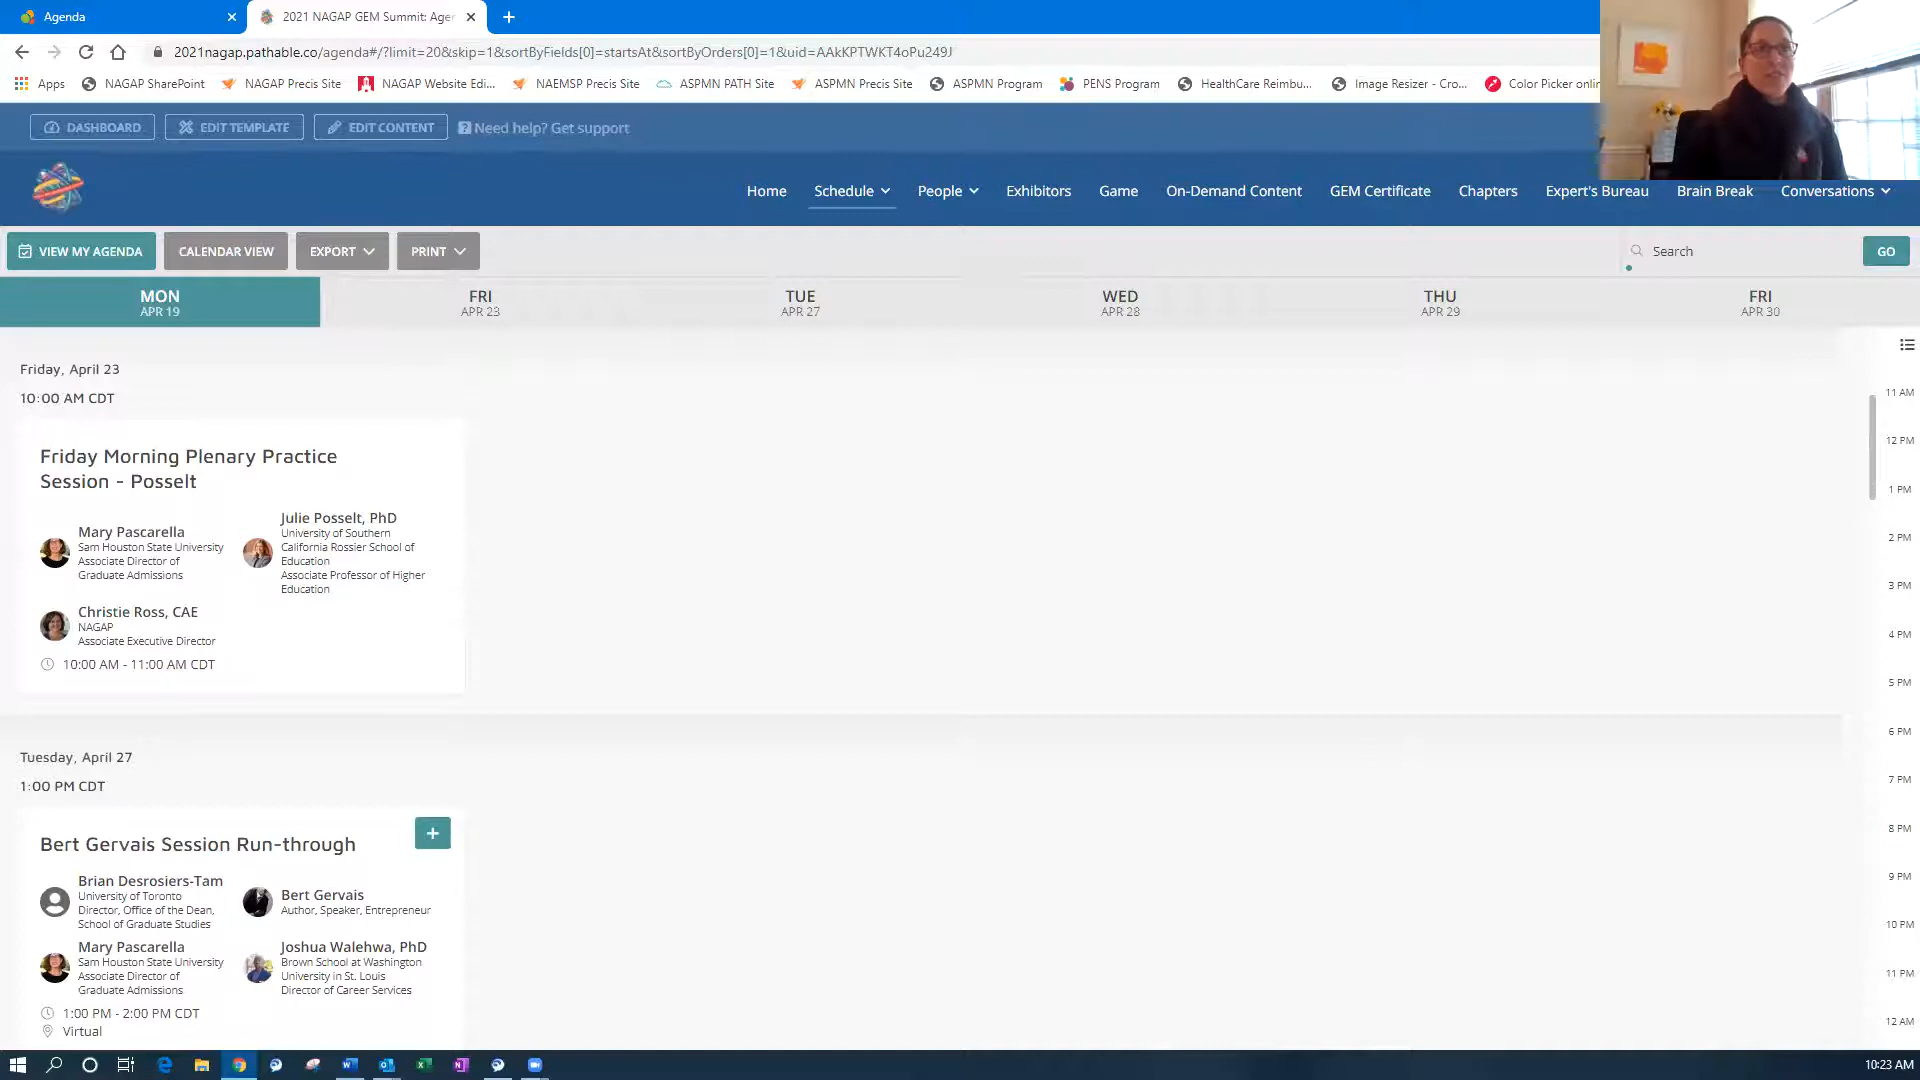 Agenda
2021 NAGAP GEM Summit: Agen
2021nagap.pathable.co/agenda#/?limit=20&skip=1&sortByFields[0]=startsAt&sortByOrders[0]=1&uid=AAkKPTWKT4oPu249J
Apps NAGAP SharePoint NAGAP Precis Site NAGAP Website Edi... NAEMSP Precis Site ASPMN PATH Site ASPMN Precis Site ASPMN Program PENS Program HealthCare Reimbu... Image Resizer - Cro... Color Picker onlin
DASHBOARD EDIT TEMPLATE EDIT CONTENT Need help? Get support
Home Schedule People Exhibitors Game On-Demand Content GEM Certificate Chapters Expert's Bureau Brain Break Conversations
VIEW MY AGENDA CALENDAR VIEW EXPORT PRINT Search GO
MON FRI TUE WED THU FRI
APR 19 APR 23 APR 27 APR 28 APR 29 APR 30
Friday, April 23
10:00 AM CDT
Friday Morning Plenary Practice
Session - Posselt
Mary Pascarella
Sam Houston State University
Associate Director of
Graduate Admissions
Julie Posselt, PhD
University of Southern
California Rossier School of
Education
Associate Professor of Higher
Education
Christie Ross, CAE
NAGAP
Associate Executive Director
10:00 AM - 11:00 AM CDT
Tuesday, April 27
1:00 PM CDT
Bert Gervais Session Run-through
+
Brian Desrosiers-Tam
University of Toronto
Director, Office of the Dean,
School of Graduate Studies
Bert Gervais
Author, Speaker, Entrepreneur
Mary Pascarella
Sam Houston State University
Associate Director of
Graduate Admissions
Joshua Walehwa, PhD
Brown School at Washington
University in St. Louis
Director of Career Services
1:00 PM - 2:00 PM CDT
Virtual
11 AM
12 PM
1 PM
2 PM
3 PM
4 PM
5 PM
6 PM
7 PM
8 PM
9 PM
10 PM
11 PM
12 AM
10:23 AM